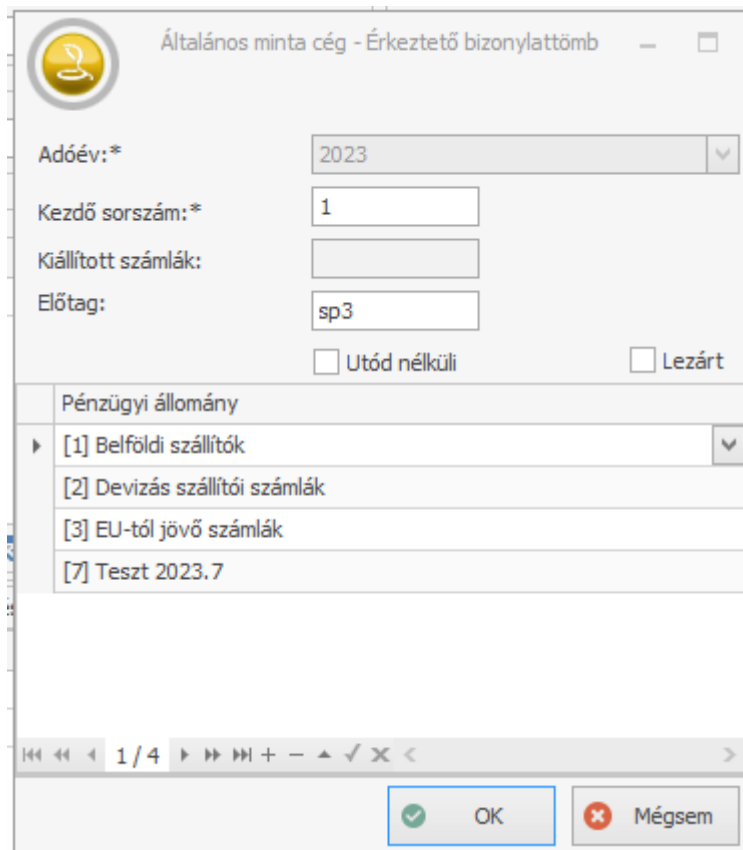 Általános minta cég - Érkeztető bizonylattömb
Adóév:* 2023
Kezdő sorszám:* 1
Kiállított számlák:
Előtag: sp3
Utód nélküli Lezárt
Pénzügyi állomány
[1] Belföldi szállítók
[2] Devizás szállítói számlák
[3] EU-tól jövő számlák
[7] Teszt 2023.7
1 / 4
OK Mégsem